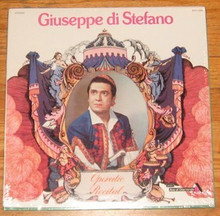 Giuseppe di Stefano
Operatic
Recital